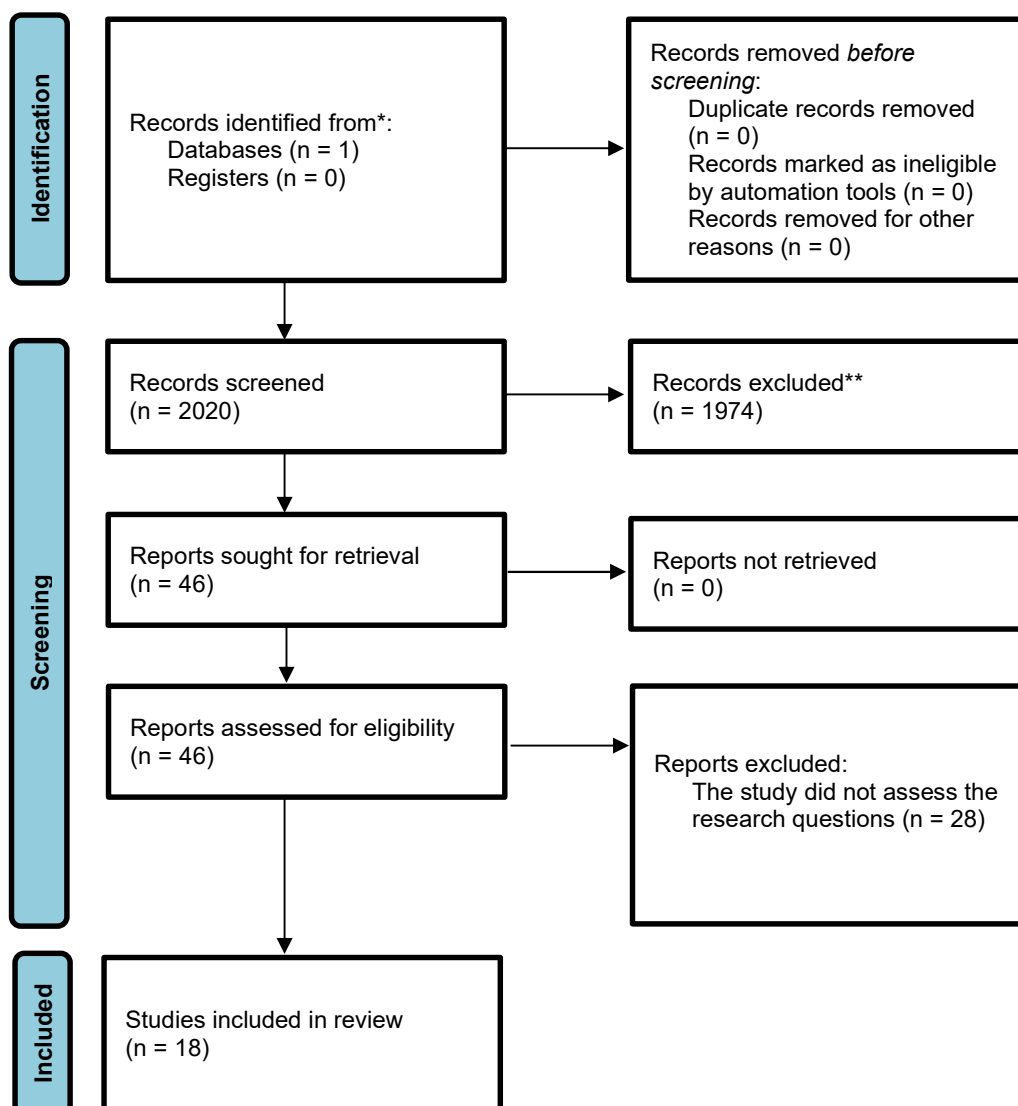 Identification
Records identified from*:
Databases (n = 1)
Registers (n = 0)
Records removed before
screening:
Duplicate records removed
(n = 0)
Records marked as ineligible
by automation tools (n = 0)
Records removed for other
reasons (n = 0)
Screening
Records screened
(n = 2020)
Records excluded**
(n = 1974)
Reports sought for retrieval
(n = 46)
Reports not retrieved
(n = 0)
Reports assessed for eligibility
(n = 46)
Reports excluded:
The study did not assess the
research questions (n = 28)
Included
Studies included in review
(n = 18)